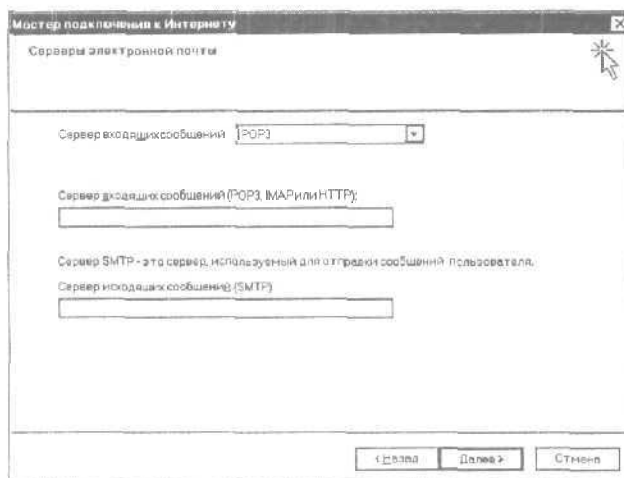 Мастер подключения к Интернету
Серверы электронной почты
Сервер входящих сообщений POP3
Сервер входящих сообщений (POP3, IMAP или HTTP):
Сервер SMTP - это сервер, используемый для отправки сообщений пользователя.
Сервер исходящих сообщений (SMTP)
< Назад Далее > Отмена